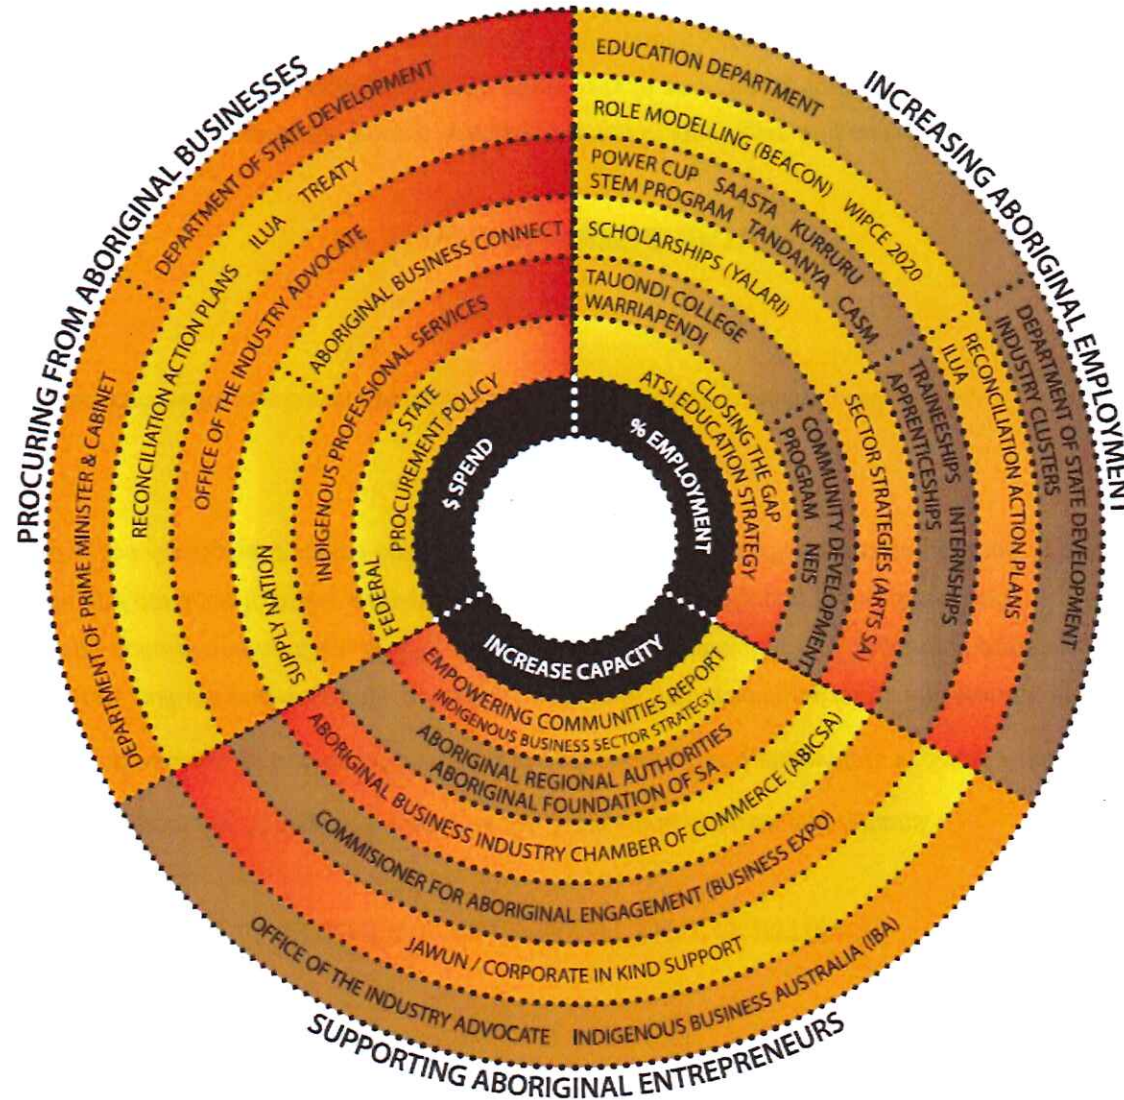 PROCURING FROM ABORIGINAL BUSINESSES
DEPARTMENT OF PRIME MINISTER & CABINET
DEPARTMENT OF STATE DEVELOPMENT
RECONCILIATION ACTION PLANS ILUA TREATY
OFFICE OF THE INDUSTRY ADVOCATE
SUPPLY NATION
ABORIGINAL BUSINESS CONNECT
INDIGENOUS PROFESSIONAL SERVICES
FEDERAL
STATE
PROCUREMENT POLICY
$ SPEND
INCREASING ABORIGINAL EMPLOYMENT
EDUCATION DEPARTMENT
DEPARTMENT OF STATE DEVELOPMENT
INDUSTRY CLUSTERS
ROLE MODELLING (BEACON) WIPCE 2020
RECONCILIATION ACTION PLANS
ILUA
POWER CUP SAASTA KURRURU
STEM PROGRAM TANDANYA CASM
TRAINEESHIPS INTERNSHIPS
APPRENTICESHIPS
SCHOLARSHIPS (YALARI)
SECTOR STRATEGIES (ARTS SA)
TAUONDI COLLEGE
WARRIAPENDI
COMMUNITY DEVELOPMENT
PROGRAM NEIS
CLOSING THE GAP
ATSI EDUCATION STRATEGY
% EMPLOYMENT
INCREASE CAPACITY
EMPOWERING COMMUNITIES REPORT
INDIGENOUS BUSINESS SECTOR STRATEGY
ABORIGINAL REGIONAL AUTHORITIES
ABORIGINAL FOUNDATION OF SA
ABORIGINAL BUSINESS INDUSTRY CHAMBER OF COMMERCE (ABICSA)
COMMISIONER FOR ABORIGINAL ENGAGEMENT (BUSINESS EXPO)
JAWUN / CORPORATE IN KIND SUPPORT
OFFICE OF THE INDUSTRY ADVOCATE INDIGENOUS BUSINESS AUSTRALIA (IBA)
SUPPORTING ABORIGINAL ENTREPRENEURS